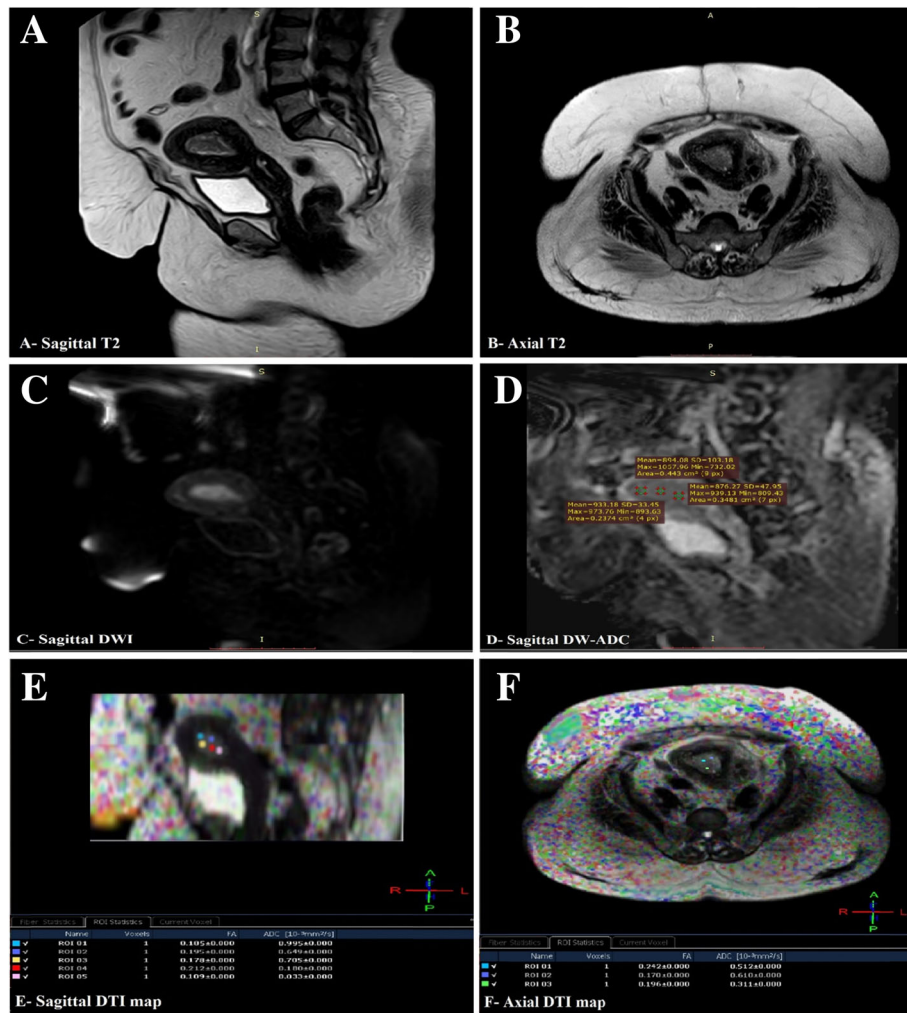 A
S
A- Sagittal T2
I
B
A
B- Axial T2
P
C
S
C- Sagittal DWI
I
D
S
Mean=894.08 SD=103.18
Max=1057.96 Min=732.02
Area=0.443 cm² (9 px)
Mean=876.27 SD=47.95
Max=939.13 Min=809.43
Area=0.3481 cm² (7 px)
Mean=933.18 SD=33.45
Max=973.76 Min=893.63
Area=0.2374 cm² (4 px)
D- Sagittal DW-ADC
I
E
A
R L
P
Fiber Statistics ROI Statistics Current Voxel
Name Voxels FA ADC [10⁻³mm²/s]
ROI 01 1 0.185±0.000 0.995±0.000
ROI 02 1 0.195±0.000 0.649±0.000
ROI 03 1 0.178±0.000 0.705±0.000
ROI 04 1 0.212±0.000 0.180±0.000
ROI 05 1 0.109±0.000 0.033±0.000
E- Sagittal DTI map
F
A
R L
P
Fiber Statistics ROI Statistics Current Voxel
Name Voxels FA ADC [10⁻³mm²/s]
ROI 01 1 0.242±0.000 0.512±0.000
ROI 02 1 0.170±0.000 0.610±0.000
ROI 03 1 0.196±0.000 0.311±0.000
F- Axial DTI map